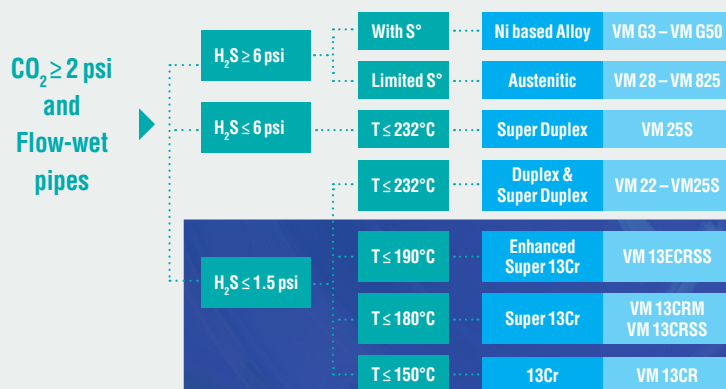 CO₂ ≥ 2 psi
and
Flow-wet
pipes
H₂S ≥ 6 psi
With S°
Ni based Alloy
VM G3 – VM G50
Limited S°
Austenitic
VM 28 – VM 825
H₂S ≤ 6 psi
T ≤ 232°C
Super Duplex
VM 25S
H₂S ≤ 1.5 psi
T ≤ 232°C
Duplex &
Super Duplex
VM 22 – VM25S
T ≤ 190°C
Enhanced
Super 13Cr
VM 13ECRSS
T ≤ 180°C
Super 13Cr
VM 13CRM
VM 13CRSS
T ≤ 150°C
13Cr
VM 13CR